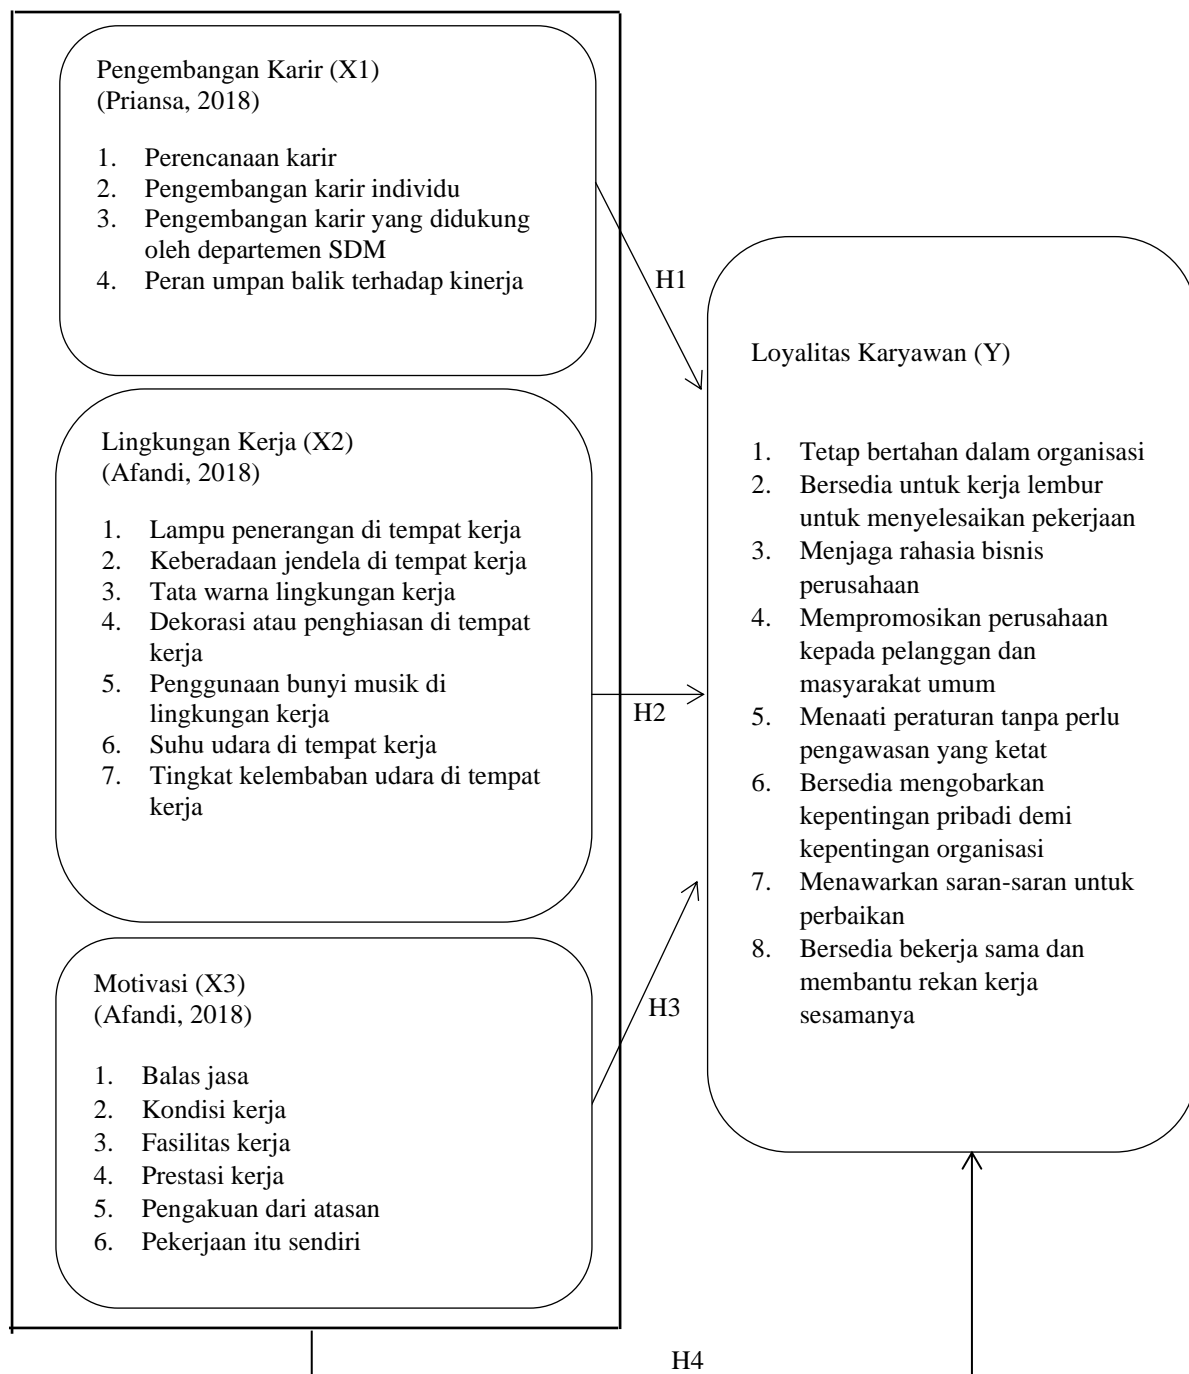 Pengembangan Karir (X1)
(Priansa, 2018)
1. Perencanaan karir
2. Pengembangan karir individu
3. Pengembangan karir yang didukung
oleh departemen SDM
4. Peran umpan balik terhadap kinerja
H1
Lingkungan Kerja (X2)
(Afandi, 2018)
1. Lampu penerangan di tempat kerja
2. Keberadaan jendela di tempat kerja
3. Tata warna lingkungan kerja
4. Dekorasi atau penghiasan di tempat
kerja
5. Penggunaan bunyi musik di
lingkungan kerja
6. Suhu udara di tempat kerja
7. Tingkat kelembaban udara di tempat
kerja
H2
Motivasi (X3)
(Afandi, 2018)
1. Balas jasa
2. Kondisi kerja
3. Fasilitas kerja
4. Prestasi kerja
5. Pengakuan dari atasan
6. Pekerjaan itu sendiri
H3
Loyalitas Karyawan (Y)
1. Tetap bertahan dalam organisasi
2. Bersedia untuk kerja lembur
untuk menyelesaikan pekerjaan
3. Menjaga rahasia bisnis
perusahaan
4. Mempromosikan perusahaan
kepada pelanggan dan
masyarakat umum
5. Menaati peraturan tanpa perlu
pengawasan yang ketat
6. Bersedia mengobarkan
kepentingan pribadi demi
kepentingan organisasi
7. Menawarkan saran-saran untuk
perbaikan
8. Bersedia bekerja sama dan
membantu rekan kerja
sesamanya
H4